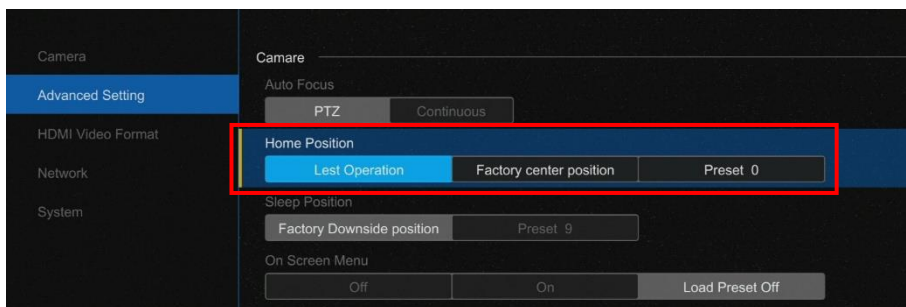 Camera
Advanced Setting
HDMI Video Format
Network
System
Camare
Auto Focus
PTZ Continuous
Home Position
Lest Operation Factory center position Preset 0
Sleep Position
Factory Downside position Preset 9
On Screen Menu
Off On Load Preset Off